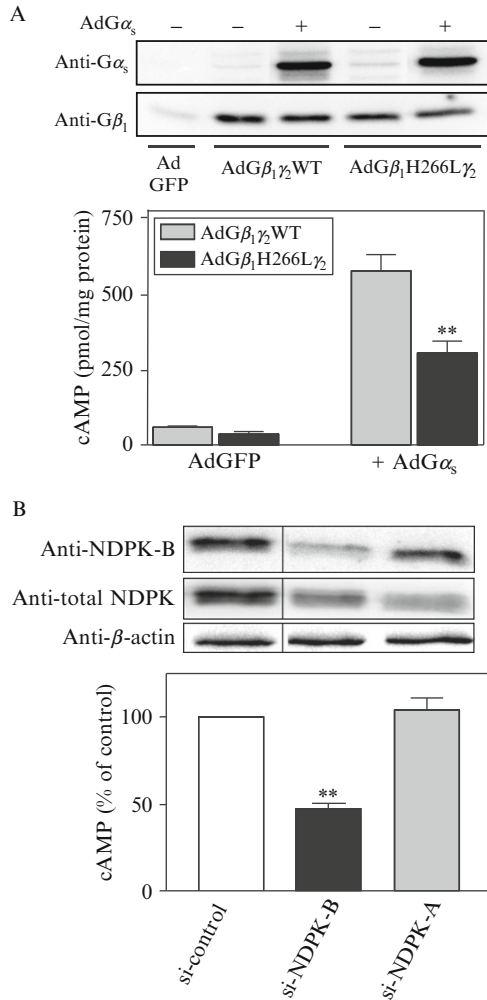 A
AdGαs – – + – +
Anti-Gαs
Anti-Gβ1
Ad GFP AdGβ1γ2WT AdGβ1H266Lγ2
750
500
250
0
cAMP (pmol/mg protein)
AdGβ1γ2WT
AdGβ1H266Lγ2
**
AdGFP + AdGαs
B
Anti-NDPK-B
Anti-total NDPK
Anti-β-actin
100
50
0
cAMP (% of control)
**
si-control si-NDPK-B si-NDPK-A